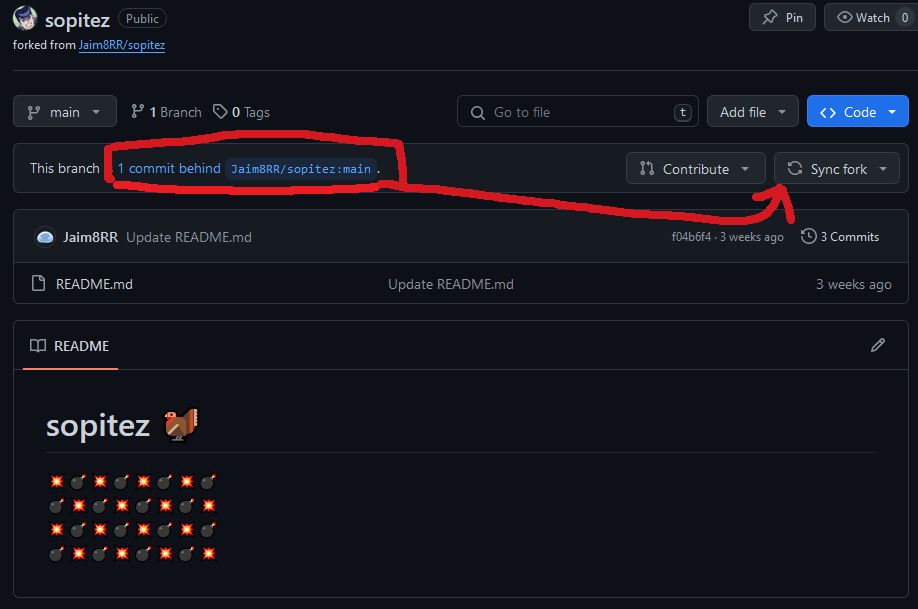 sopitez Public Pin Watch 0
forked from Jaim8RR/sopitez
main 1 Branch 0 Tags Go to file t Add file Code
This branch 1 commit behind Jaim8RR/sopitez:main . Contribute Sync fork
Jaim8RR Update README.md f04b6f4 · 3 weeks ago 3 Commits
README.md Update README.md 3 weeks ago
README
sopitez